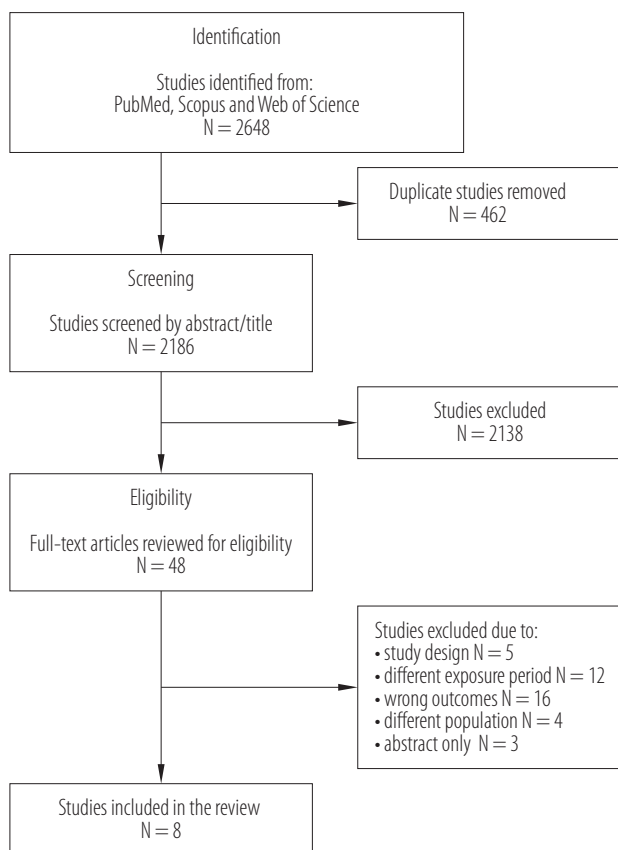 Identification
Studies identified from:
PubMed, Scopus and Web of Science
N = 2648
Duplicate studies removed
N = 462
Screening
Studies screened by abstract/title
N = 2186
Studies excluded
N = 2138
Eligibility
Full-text articles reviewed for eligibility
N = 48
Studies excluded due to:
• study design N = 5
• different exposure period N = 12
• wrong outcomes N = 16
• different population N = 4
• abstract only N = 3
Studies included in the review
N = 8